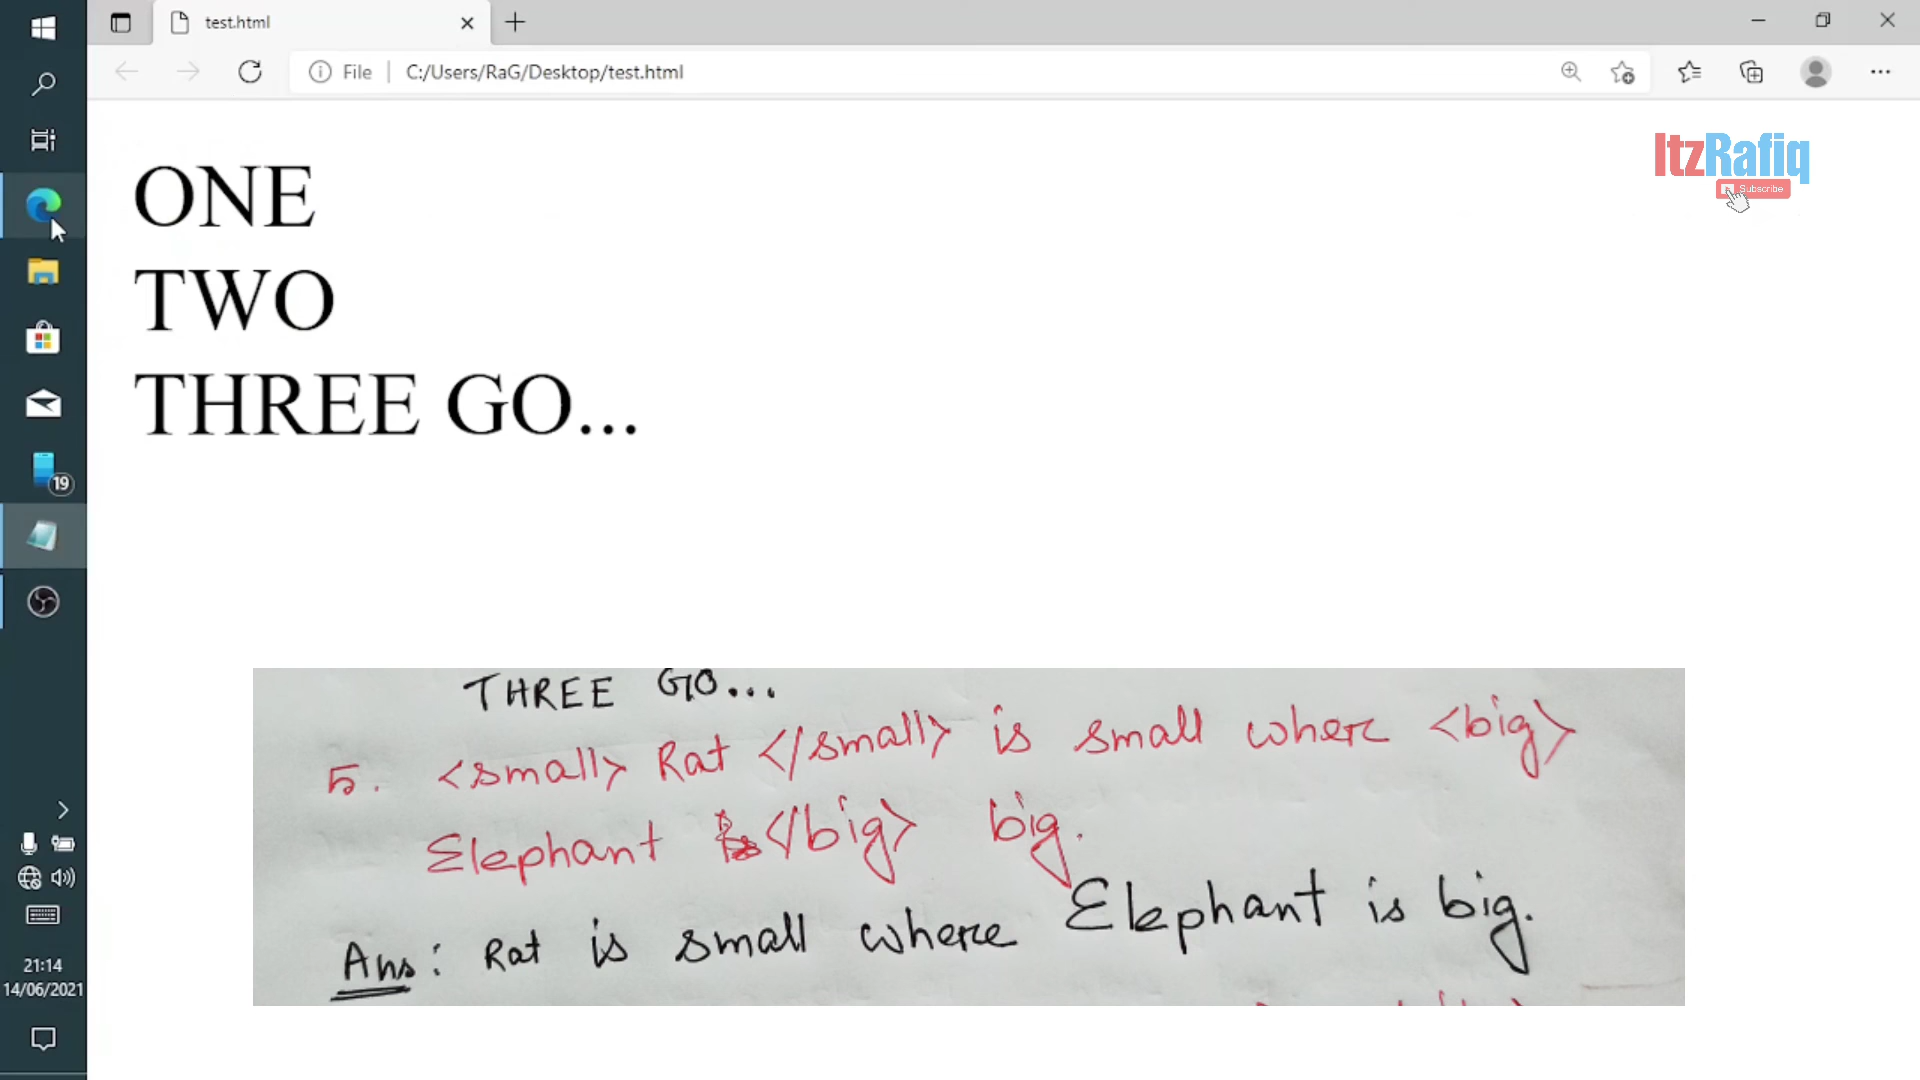 test.html
File
C:/Users/RaG/Desktop/test.html
ItzRafiq
Subscribe
ONE
TWO
THREE GO...
19
THREE GO...
5. <small> Rat </small> is small where <big>
Elephant </big> big.
Ans: Rat is small where Elephant is big.
21:14
14/06/2021